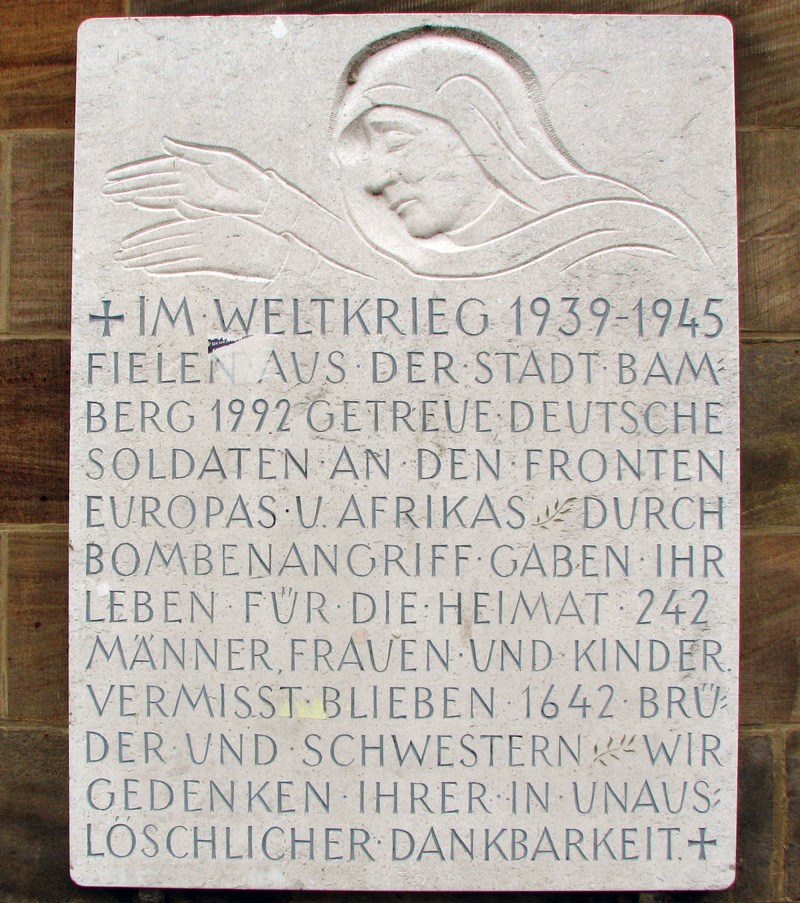 ✝ IM·WELTKRIEG 1939-1945
FIELEN AUS·DER·STADT·BAM=
BERG 1992 GETREUE·DEUTSCHE
SOLDATEN·AN·DEN·FRONTEN
EUROPAS·U. AFRIKAS DURCH
BOMBENANGRIFF·GABEN·IHR
LEBEN·FÜR·DIE·HEIMAT·242
MÄNNER, FRAUEN·UND KINDER.
VERMISST·BLIEBEN·1642·BRÜ=
DER UND·SCHWESTERN WIR
GEDENKEN·IHRER·IN·UNAUS=
LÖSCHLICHER·DANKBARKEIT.✝